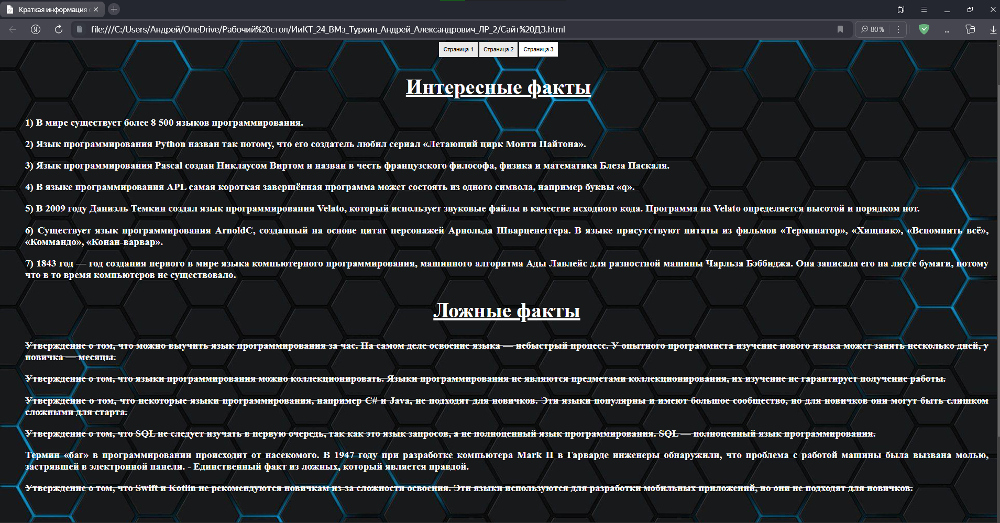 Краткая информация
file:///C:/Users/Андрей/OneDrive/Рабочий%20стол/ИиКТ_24_ВМз_Туркин_Андрей_Александрович_ЛР_2/Сайт%20ДЗ.html
80 %
Страница 1 Страница 2 Страница 3
Интересные факты
1) В мире существует более 8 500 языков программирования.
2) Язык программирования Python назван так потому, что его создатель любил сериал «Летающий цирк Монти Пайтона».
3) Язык программирования Pascal создан Никлаусом Виртом и назван в честь французского философа, физика и математика Блеза Паскаля.
4) В языке программирования APL самая короткая завершённая программа может состоять из одного символа, например буквы «q».
5) В 2009 году Даниэль Темкин создал язык программирования Velato, который использует звуковые файлы в качестве исходного кода. Программа на Velato определяется высотой и порядком нот.
6) Существует язык программирования ArnoldC, созданный на основе цитат персонажей Арнольда Шварценеггера. В языке присутствуют цитаты из фильмов «Терминатор», «Хищник», «Вспомнить всё»,
«Коммандо», «Конан-варвар».
7) 1843 год — год создания первого в мире языка компьютерного программирования, машинного алгоритма Ады Лавлейс для разностной машины Чарльза Бэббиджа. Она записала его на листе бумаги, потому
что в то время компьютеров не существовало.
Ложные факты
Утверждение о том, что можно выучить язык программирования за час. На самом деле освоение языка — небыстрый процесс. У опытного программиста изучение нового языка может занять несколько дней, у
новичка — месяцы.
Утверждение о том, что языки программирования можно коллекционировать. Языки программирования не являются предметами коллекционирования, их изучение не гарантирует получение работы.
Утверждение о том, что некоторые языки программирования, например C# и Java, не подходят для новичков. Эти языки популярны и имеют большое сообщество, но для новичков они могут быть слишком
сложными для старта.
Утверждение о том, что SQL не следует изучать в первую очередь, так как это язык запросов, а не полноценный язык программирования. SQL — полноценный язык программирования.
Термин «баг» в программировании происходит от насекомого. В 1947 году при разработке компьютера Mark II в Гарварде инженеры обнаружили, что проблема с работой машины была вызвана молью,
застрявшей в электронной панели. - Единственный факт из ложных, который является правдой.
Утверждение о том, что Swift и Kotlin не рекомендуются новичкам из-за сложности освоения. Эти языки используются для разработки мобильных приложений, но они не подходят для новичков.